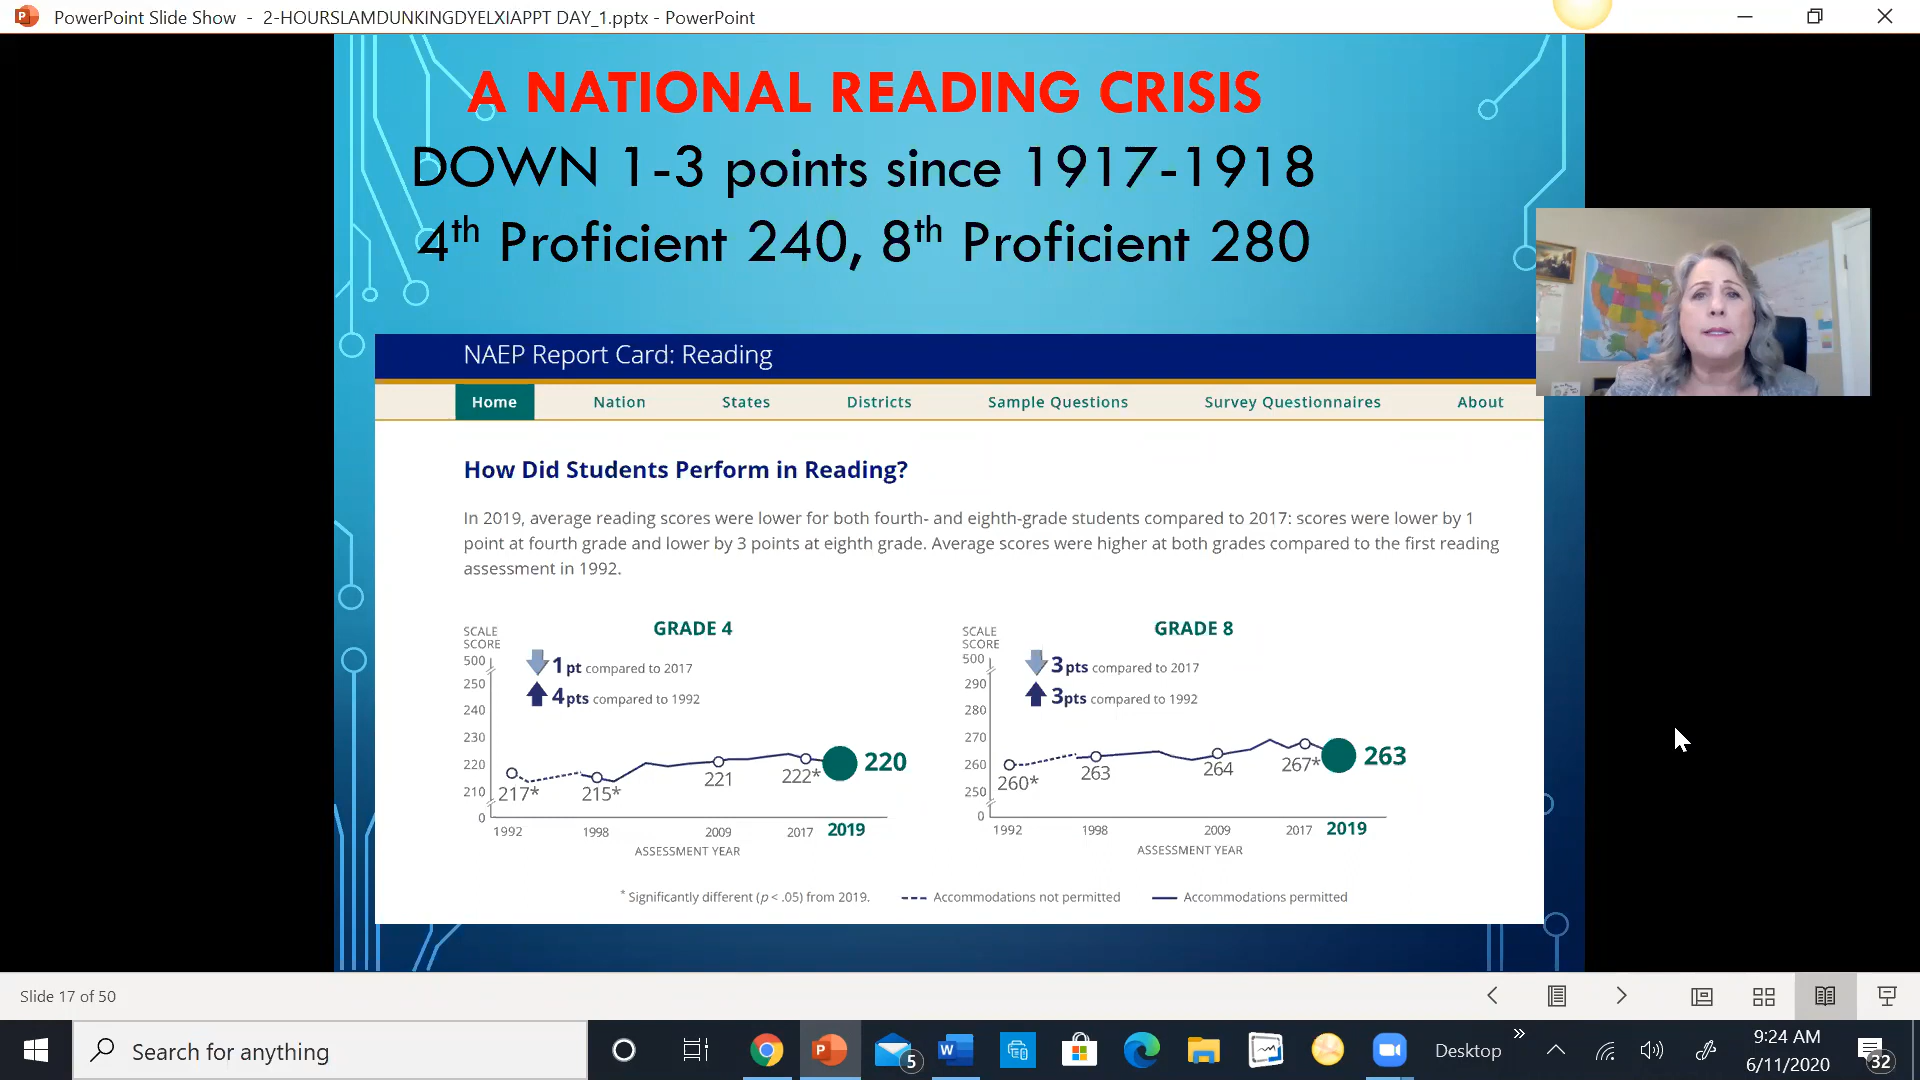 PowerPoint Slide Show - 2-HOURSLAMDUNKINGDYELXIAPPT DAY_1.pptx - PowerPoint
A NATIONAL READING CRISIS
DOWN 1-3 points since 1917-1918
4th Proficient 240, 8th Proficient 280
NAEP Report Card: Reading
Home Nation States Districts Sample Questions Survey Questionnaires About
How Did Students Perform in Reading?
In 2019, average reading scores were lower for both fourth- and eighth-grade students compared to 2017: scores were lower by 1
point at fourth grade and lower by 3 points at eighth grade. Average scores were higher at both grades compared to the first reading
assessment in 1992.
GRADE 4
SCALE
SCORE
500
250
240
230
220
210
0
1 pt compared to 2017
4pts compared to 1992
217*
215*
221
222*
220
1992 1998 2009 2017 2019
ASSESSMENT YEAR
GRADE 8
SCALE
SCORE
500
290
280
270
260
250
0
3pts compared to 2017
3pts compared to 1992
260*
263
264
267*
263
1992 1998 2009 2017 2019
ASSESSMENT YEAR
* Significantly different (p < .05) from 2019. Accommodations not permitted Accommodations permitted
Slide 17 of 50
Search for anything
5
Desktop
9:24 AM
6/11/2020
32